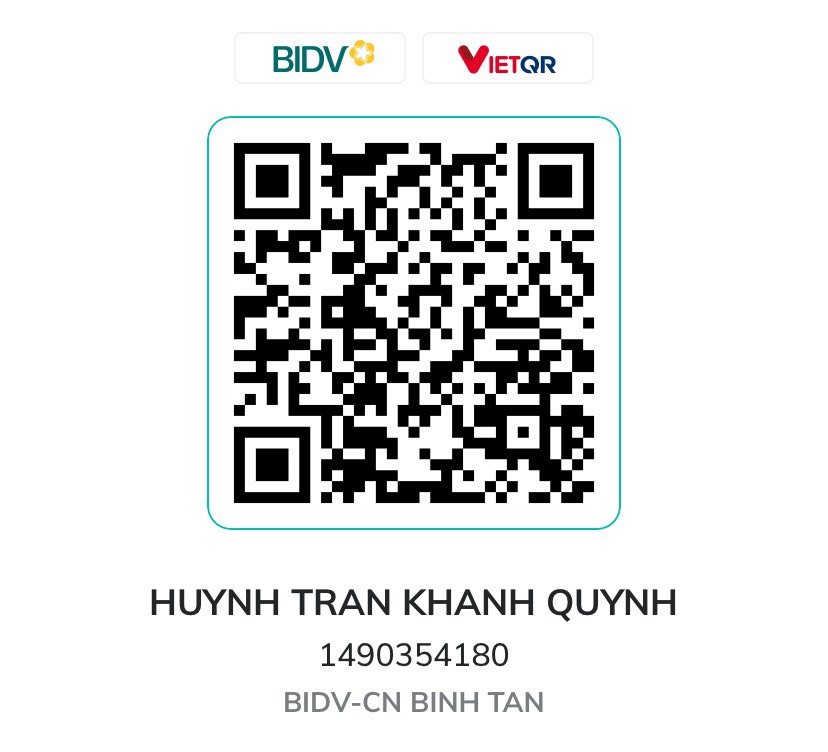 BIDV
VIETQR
HUYNH TRAN KHANH QUYNH
1490354180
BIDV-CN BINH TAN